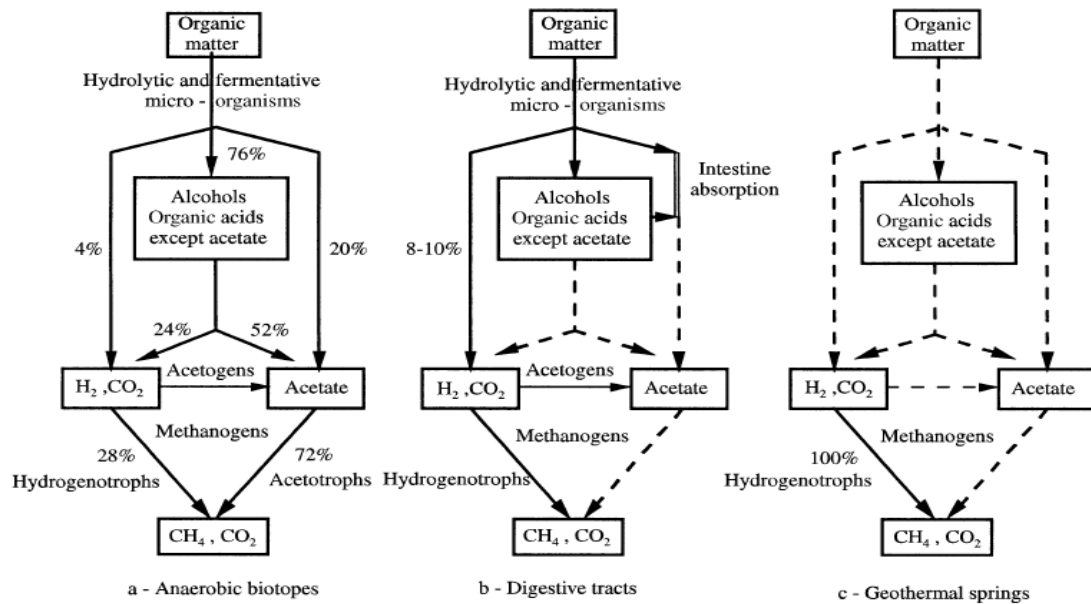 Organic
matter
Hydrolytic and fermentative
micro - organisms
76%
Alcohols
Organic acids
except acetate
4%
20%
24%
52%
H2 ,CO2
Acetogens
Acetate
Methanogens
28%
72%
Hydrogenotrophs
Acetotrophs
CH4 , CO2
a - Anaerobic biotopes
Organic
matter
Hydrolytic and fermentative
micro - organisms
Intestine
absorption
Alcohols
Organic acids
except acetate
8-10%
H2 ,CO2
Acetogens
Acetate
Methanogens
Hydrogenotrophs
CH4 , CO2
b - Digestive tracts
Organic
matter
Alcohols
Organic acids
except acetate
H2 ,CO2
Acetate
Methanogens
100%
Hydrogenotrophs
CH4 , CO2
c - Geothermal springs